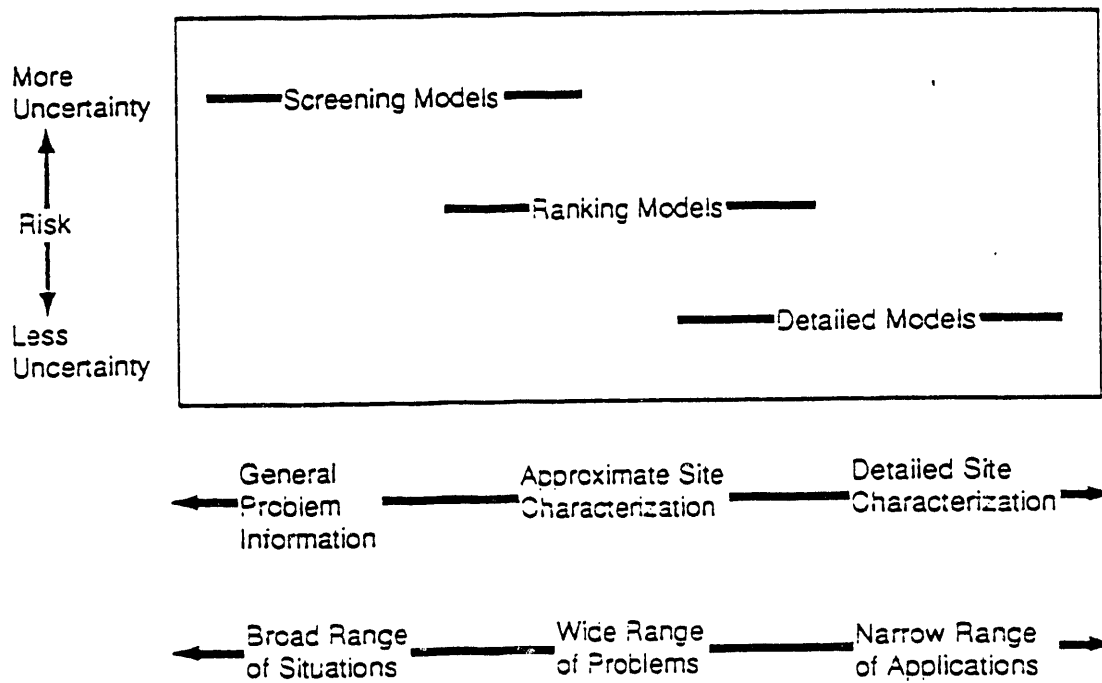 More
Uncertainty
Screening Models
Ranking Models
Risk
Detailed Models
Less
Uncertainty
General
Problem
Information
Approximate Site
Characterization
Detailed Site
Characterization
Broad Range
of Situations
Wide Range
of Problems
Narrow Range
of Applications